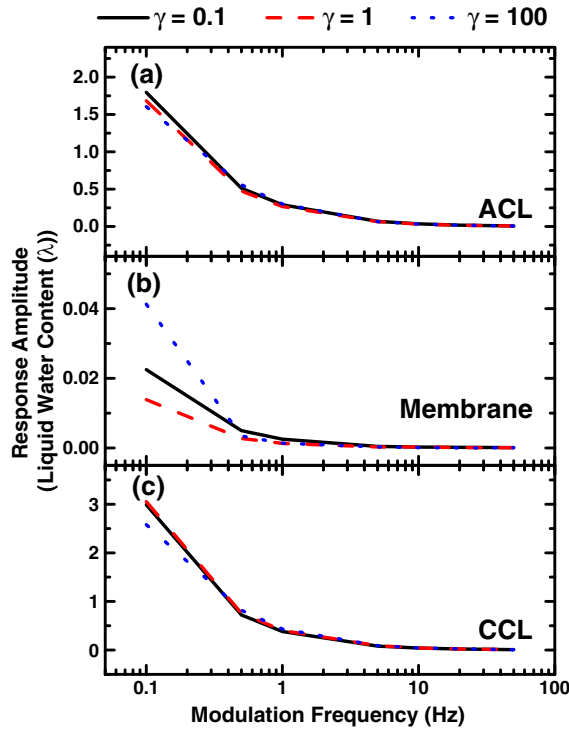 γ = 0.1 γ = 1 γ = 100
(a)
2.0
1.5
1.0
0.5
0.0
ACL
(b)
0.04
0.02
0.00
Membrane
(c)
3
2
1
0
CCL
0.1 1 10 100
Modulation Frequency (Hz)
Response Amplitude
(Liquid Water Content (λ))